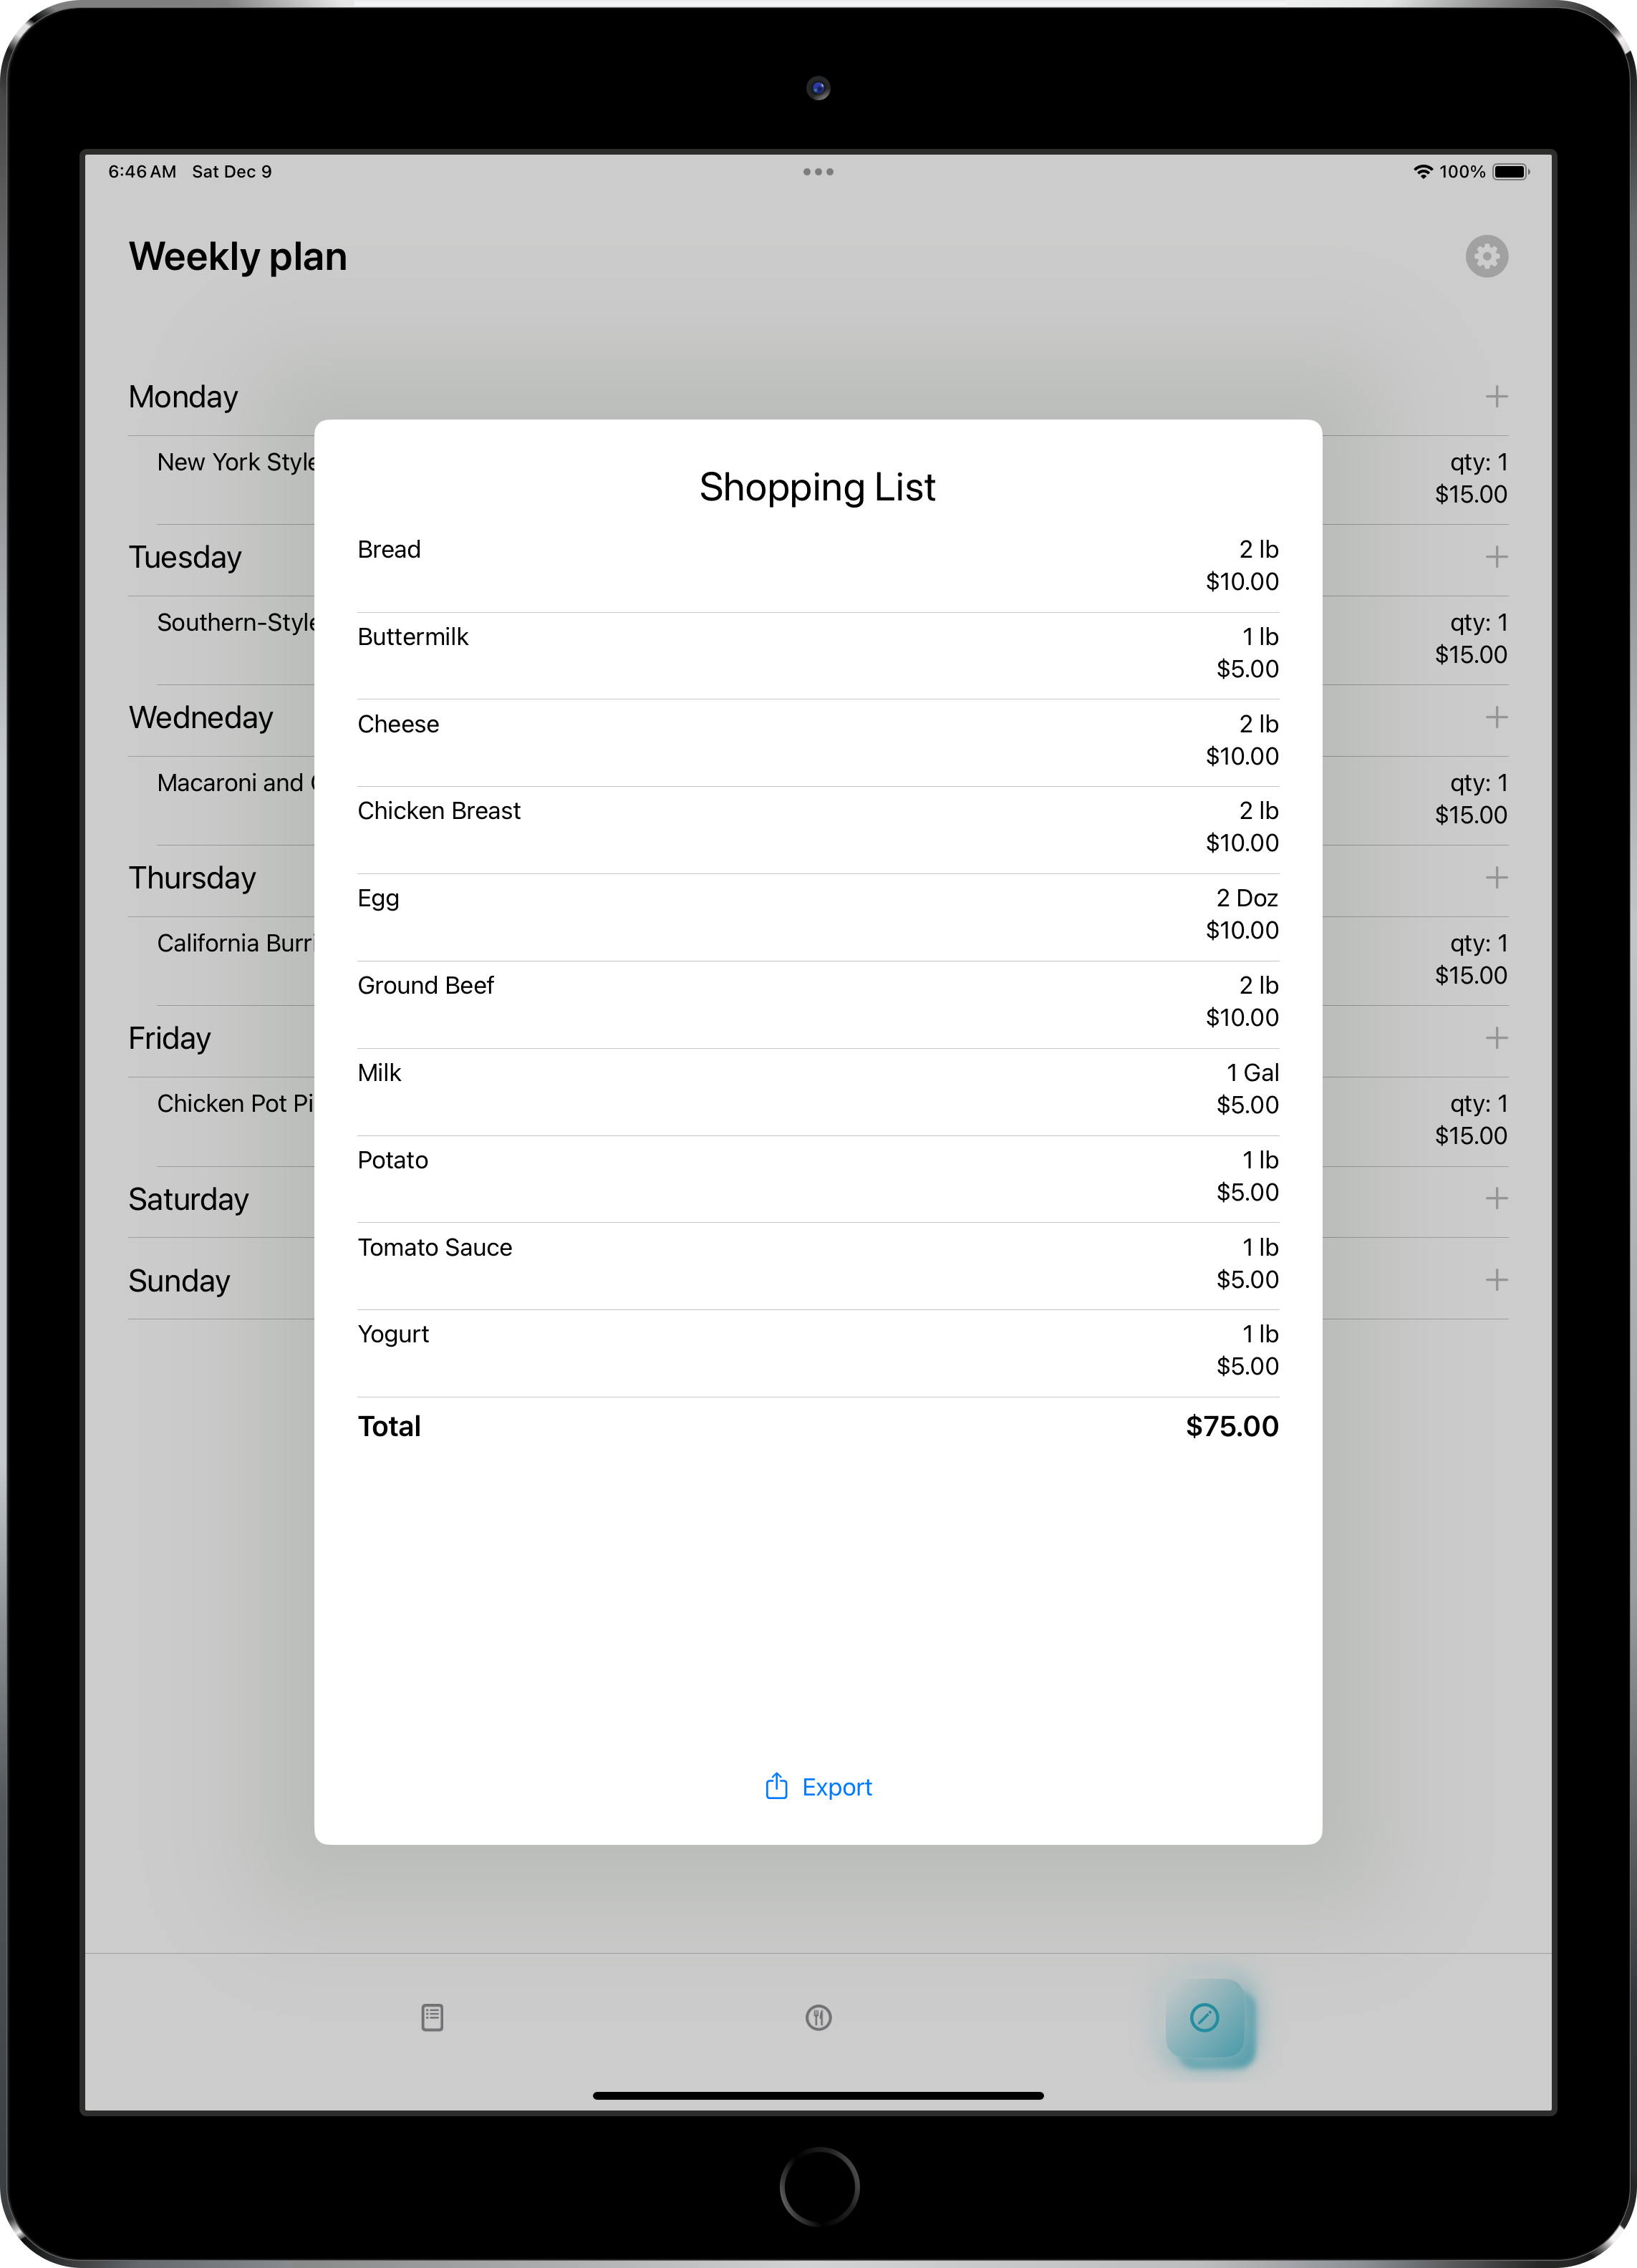 6:46 AM Sat Dec 9
100%
Weekly plan
Monday
New York Style
qty: 1
$15.00
Tuesday
Southern-Style
qty: 1
$15.00
Wedneday
Macaroni and
qty: 1
$15.00
Thursday
California Burr
qty: 1
$15.00
Friday
Chicken Pot Pi
qty: 1
$15.00
Saturday
Sunday
Shopping List
Bread 2 lb
$10.00
Buttermilk 1 lb
$5.00
Cheese 2 lb
$10.00
Chicken Breast 2 lb
$10.00
Egg 2 Doz
$10.00
Ground Beef 2 lb
$10.00
Milk 1 Gal
$5.00
Potato 1 lb
$5.00
Tomato Sauce 1 lb
$5.00
Yogurt 1 lb
$5.00
Total $75.00
Export